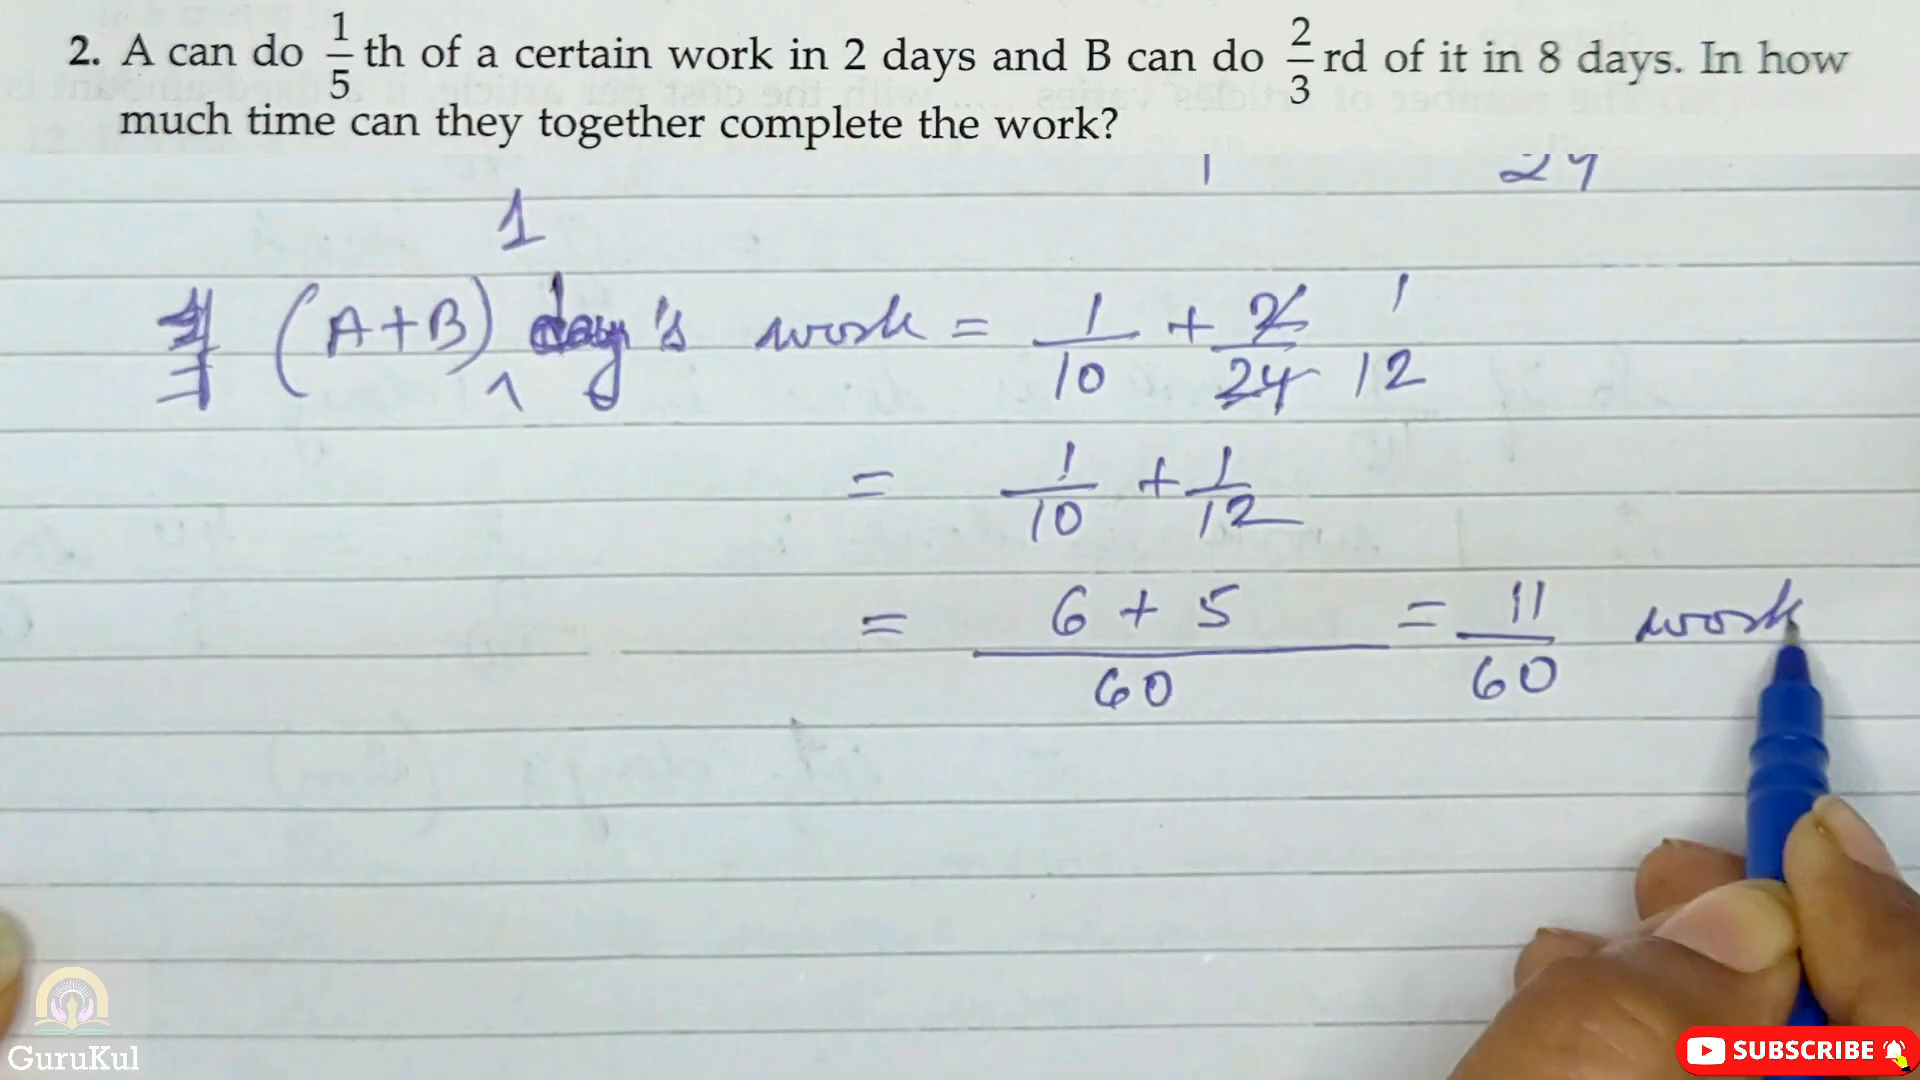 2. A can do 1/5 th of a certain work in 2 days and B can do 2/3 rd of it in 8 days. In how
much time can they together complete the work?
1 24
1
(A+B) day's work = 1/10 + 2/24 1/12
= 1/10 + 1/12
= 6 + 5/60 = 11/60 work
GuruKul
SUBSCRIBE